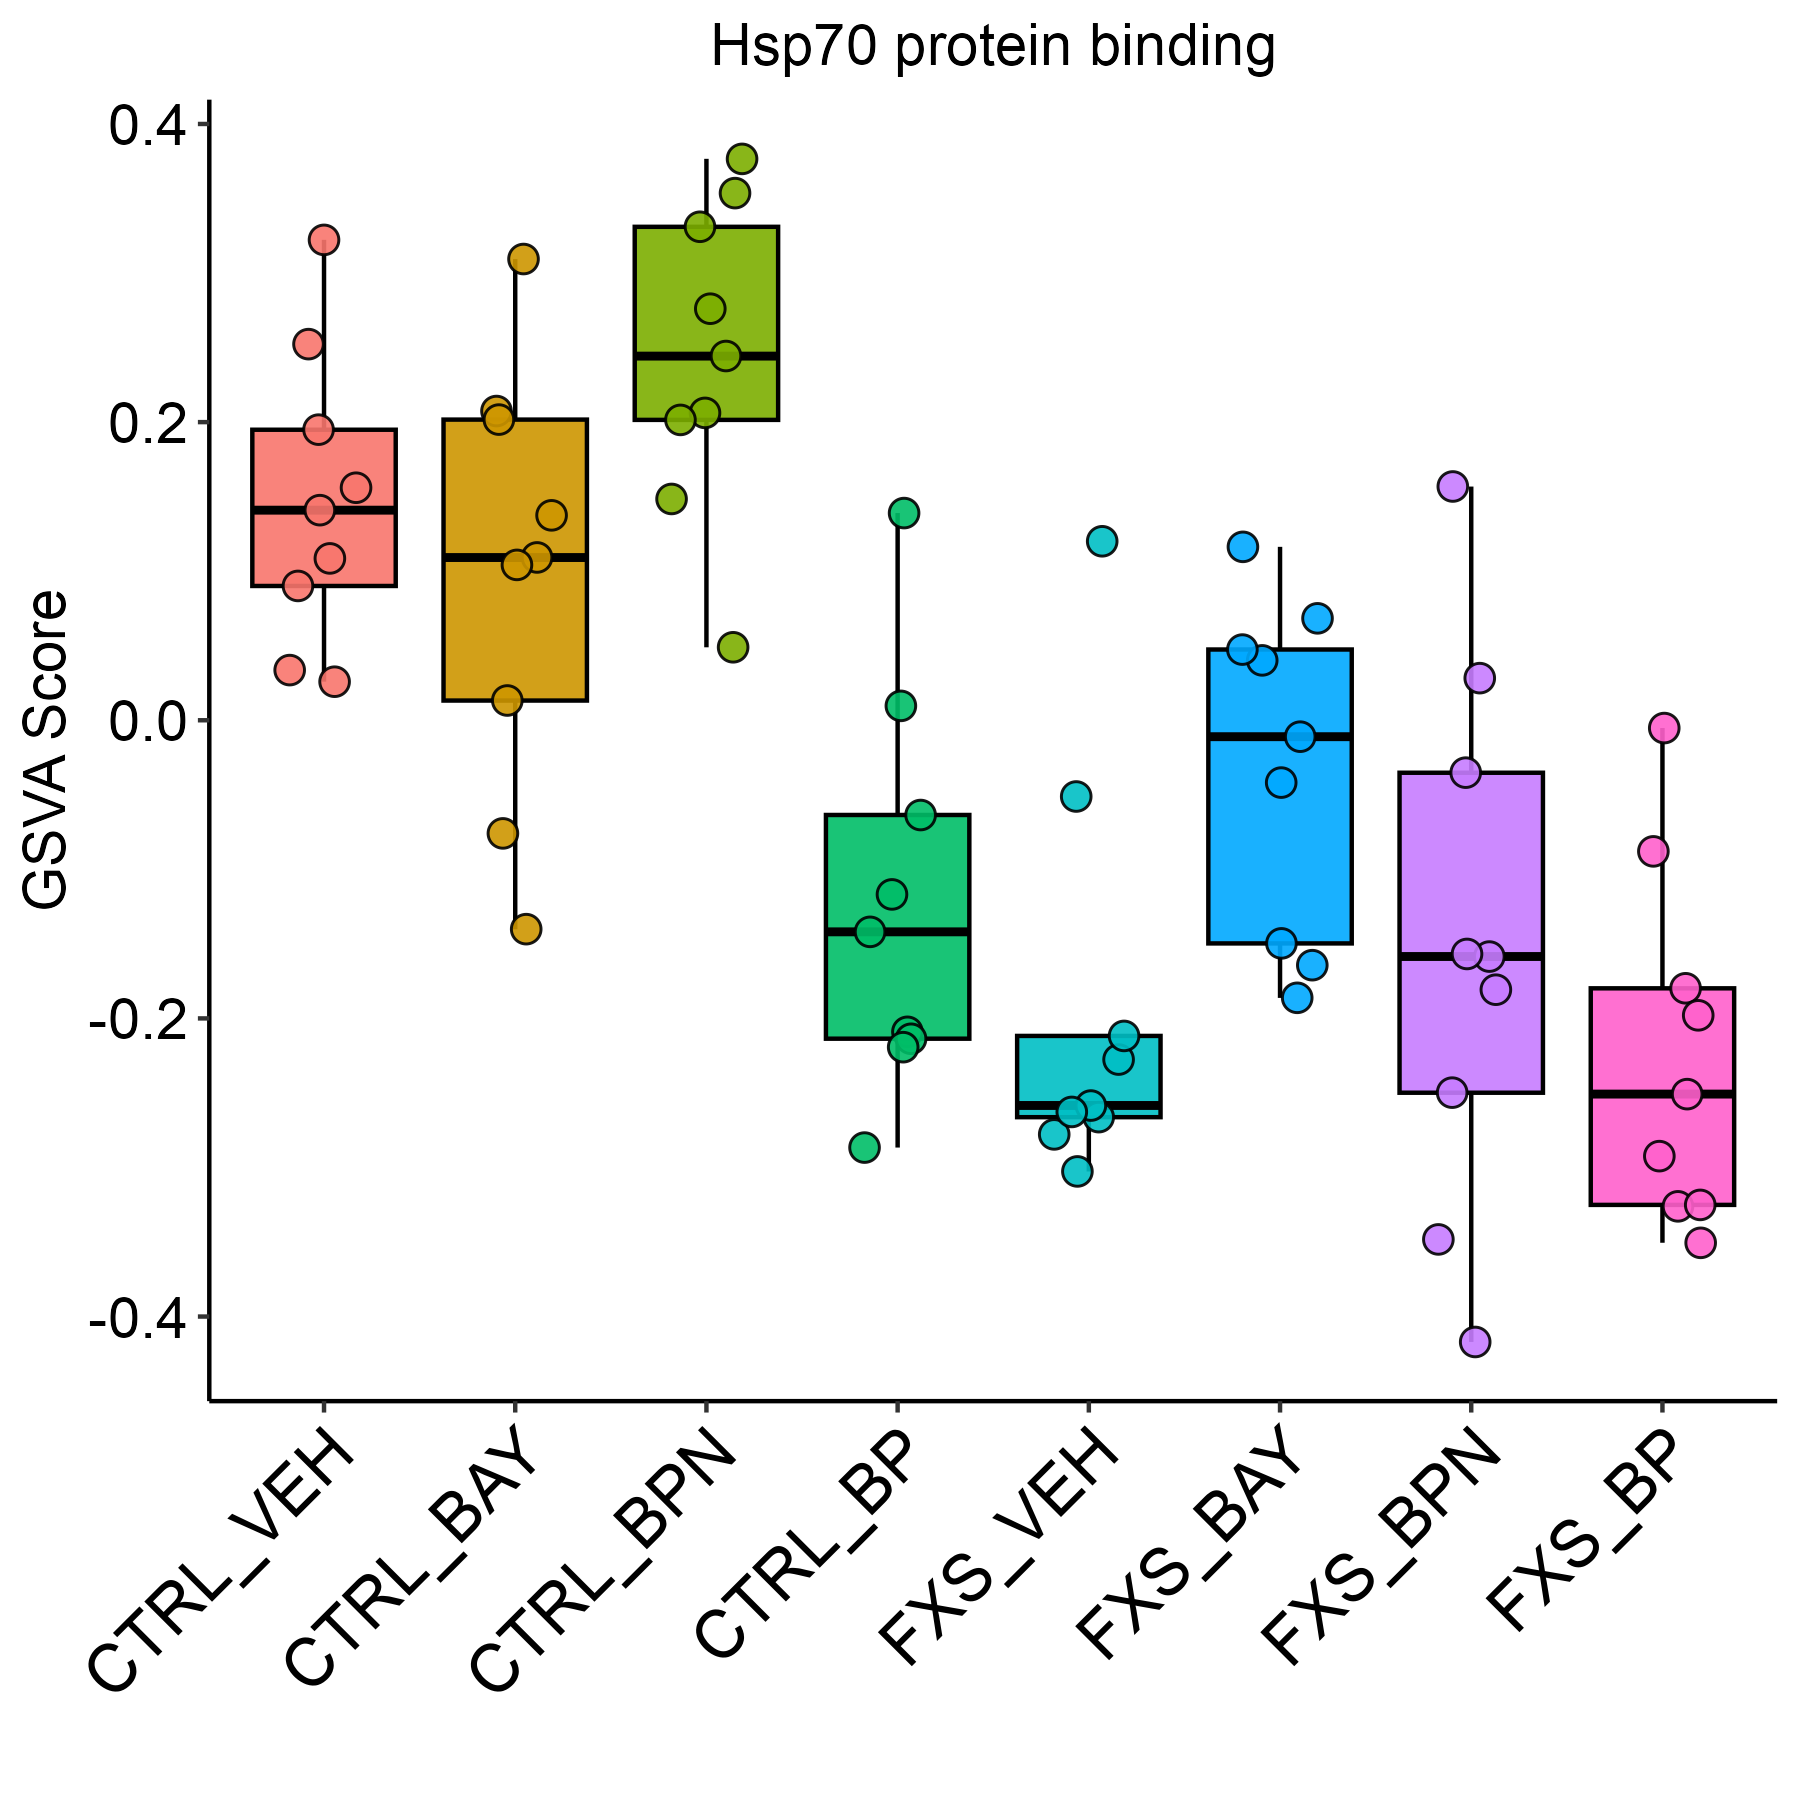 Hsp70 protein binding
GSVA Score
0.4
0.2
0.0
-0.2
-0.4
CTRL_VEH
CTRL_BAY
CTRL_BPN
CTRL_BP
FXS_VEH
FXS_BAY
FXS_BPN
FXS_BP